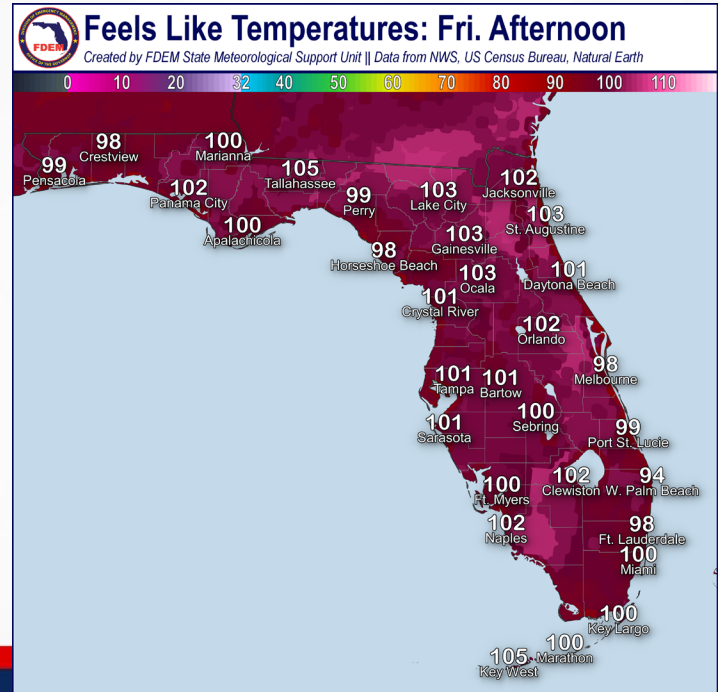 Feels Like Temperatures: Fri. Afternoon
Created by FDEM State Meteorological Support Unit || Data from NWS, US Census Bureau, Natural Earth
FDEM
0 10 20 32 40 50 60 70 80 90 100 110
98
Crestview
100
Marianna
99
Pensacola
105
Tallahassee
102
Panama City
99
Perry
103
Lake City
102
Jacksonville
100
Apalachicola
103
St. Augustine
98
Horseshoe Beach
103
Gainesville
103
Ocala
101
Daytona Beach
101
Crystal River
102
Orlando
98
Melbourne
101
Tampa
101
Bartow
100
Sebring
101
Sarasota
99
Port St. Lucie
100
Ft. Myers
102
Clewiston
94
W. Palm Beach
102
Naples
98
Ft. Lauderdale
100
Miami
100
Key Largo
100
Marathon
105
Key West